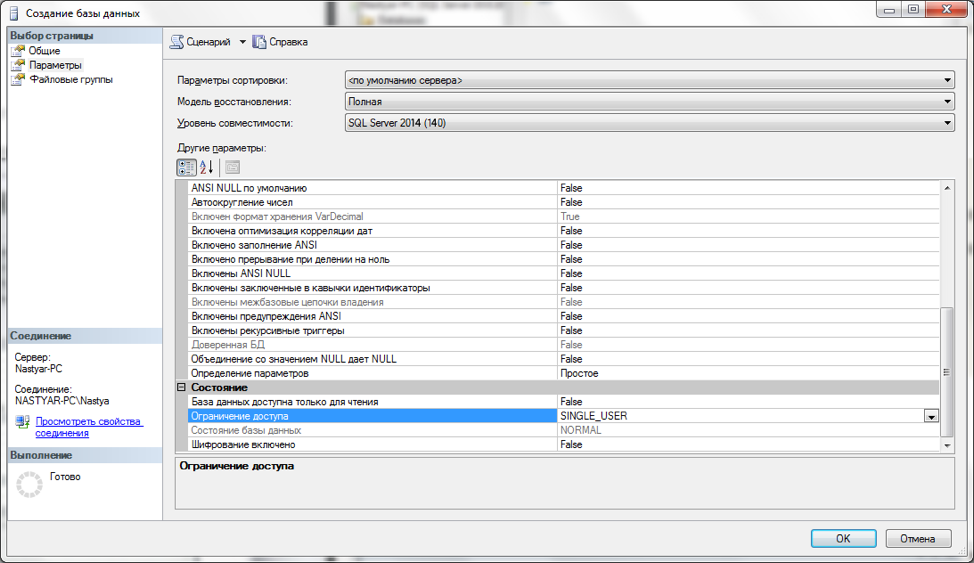 Создание базы данных
Выбор страницы
Общие
Параметры
Файловые группы
Сценарий
Справка
Параметры сортировки:
<по умолчанию сервера>
Модель восстановления:
Полная
Уровень совместимости:
SQL Server 2014 (140)
Другие параметры:
ANSI NULL по умолчанию False
Автоокругление чисел False
Включен формат хранения VarDecimal True
Включена оптимизация корреляции дат False
Включено заполнение ANSI False
Включено прерывание при делении на ноль False
Включены ANSI NULL False
Включены заключенные в кавычки идентификаторы False
Включены межбазовые цепочки владения False
Включены предупреждения ANSI False
Включены рекурсивные триггеры False
Доверенная БД False
Объединение со значением NULL дает NULL False
Определение параметров Простое
Состояние
База данных доступна только для чтения False
Ограничение доступа SINGLE_USER
Состояние базы данных NORMAL
Шифрование включено False
Ограничение доступа
Соединение
Сервер:
Nastyar-PC
Соединение:
NASTYAR-PC\Nastya
Просмотреть свойства
соединения
Выполнение
Готово
OK
Отмена